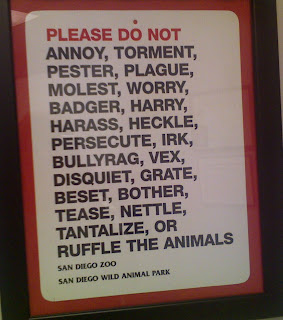 PLEASE DO NOT
ANNOY, TORMENT,
PESTER, PLAGUE,
MOLEST, WORRY,
BADGER, HARRY,
HARASS, HECKLE,
PERSECUTE, IRK,
BULLYRAG, VEX,
DISQUIET, GRATE,
BESET, BOTHER,
TEASE, NETTLE,
TANTALIZE, OR
RUFFLE THE ANIMALS
SAN DIEGO ZOO
SAN DIEGO WILD ANIMAL PARK